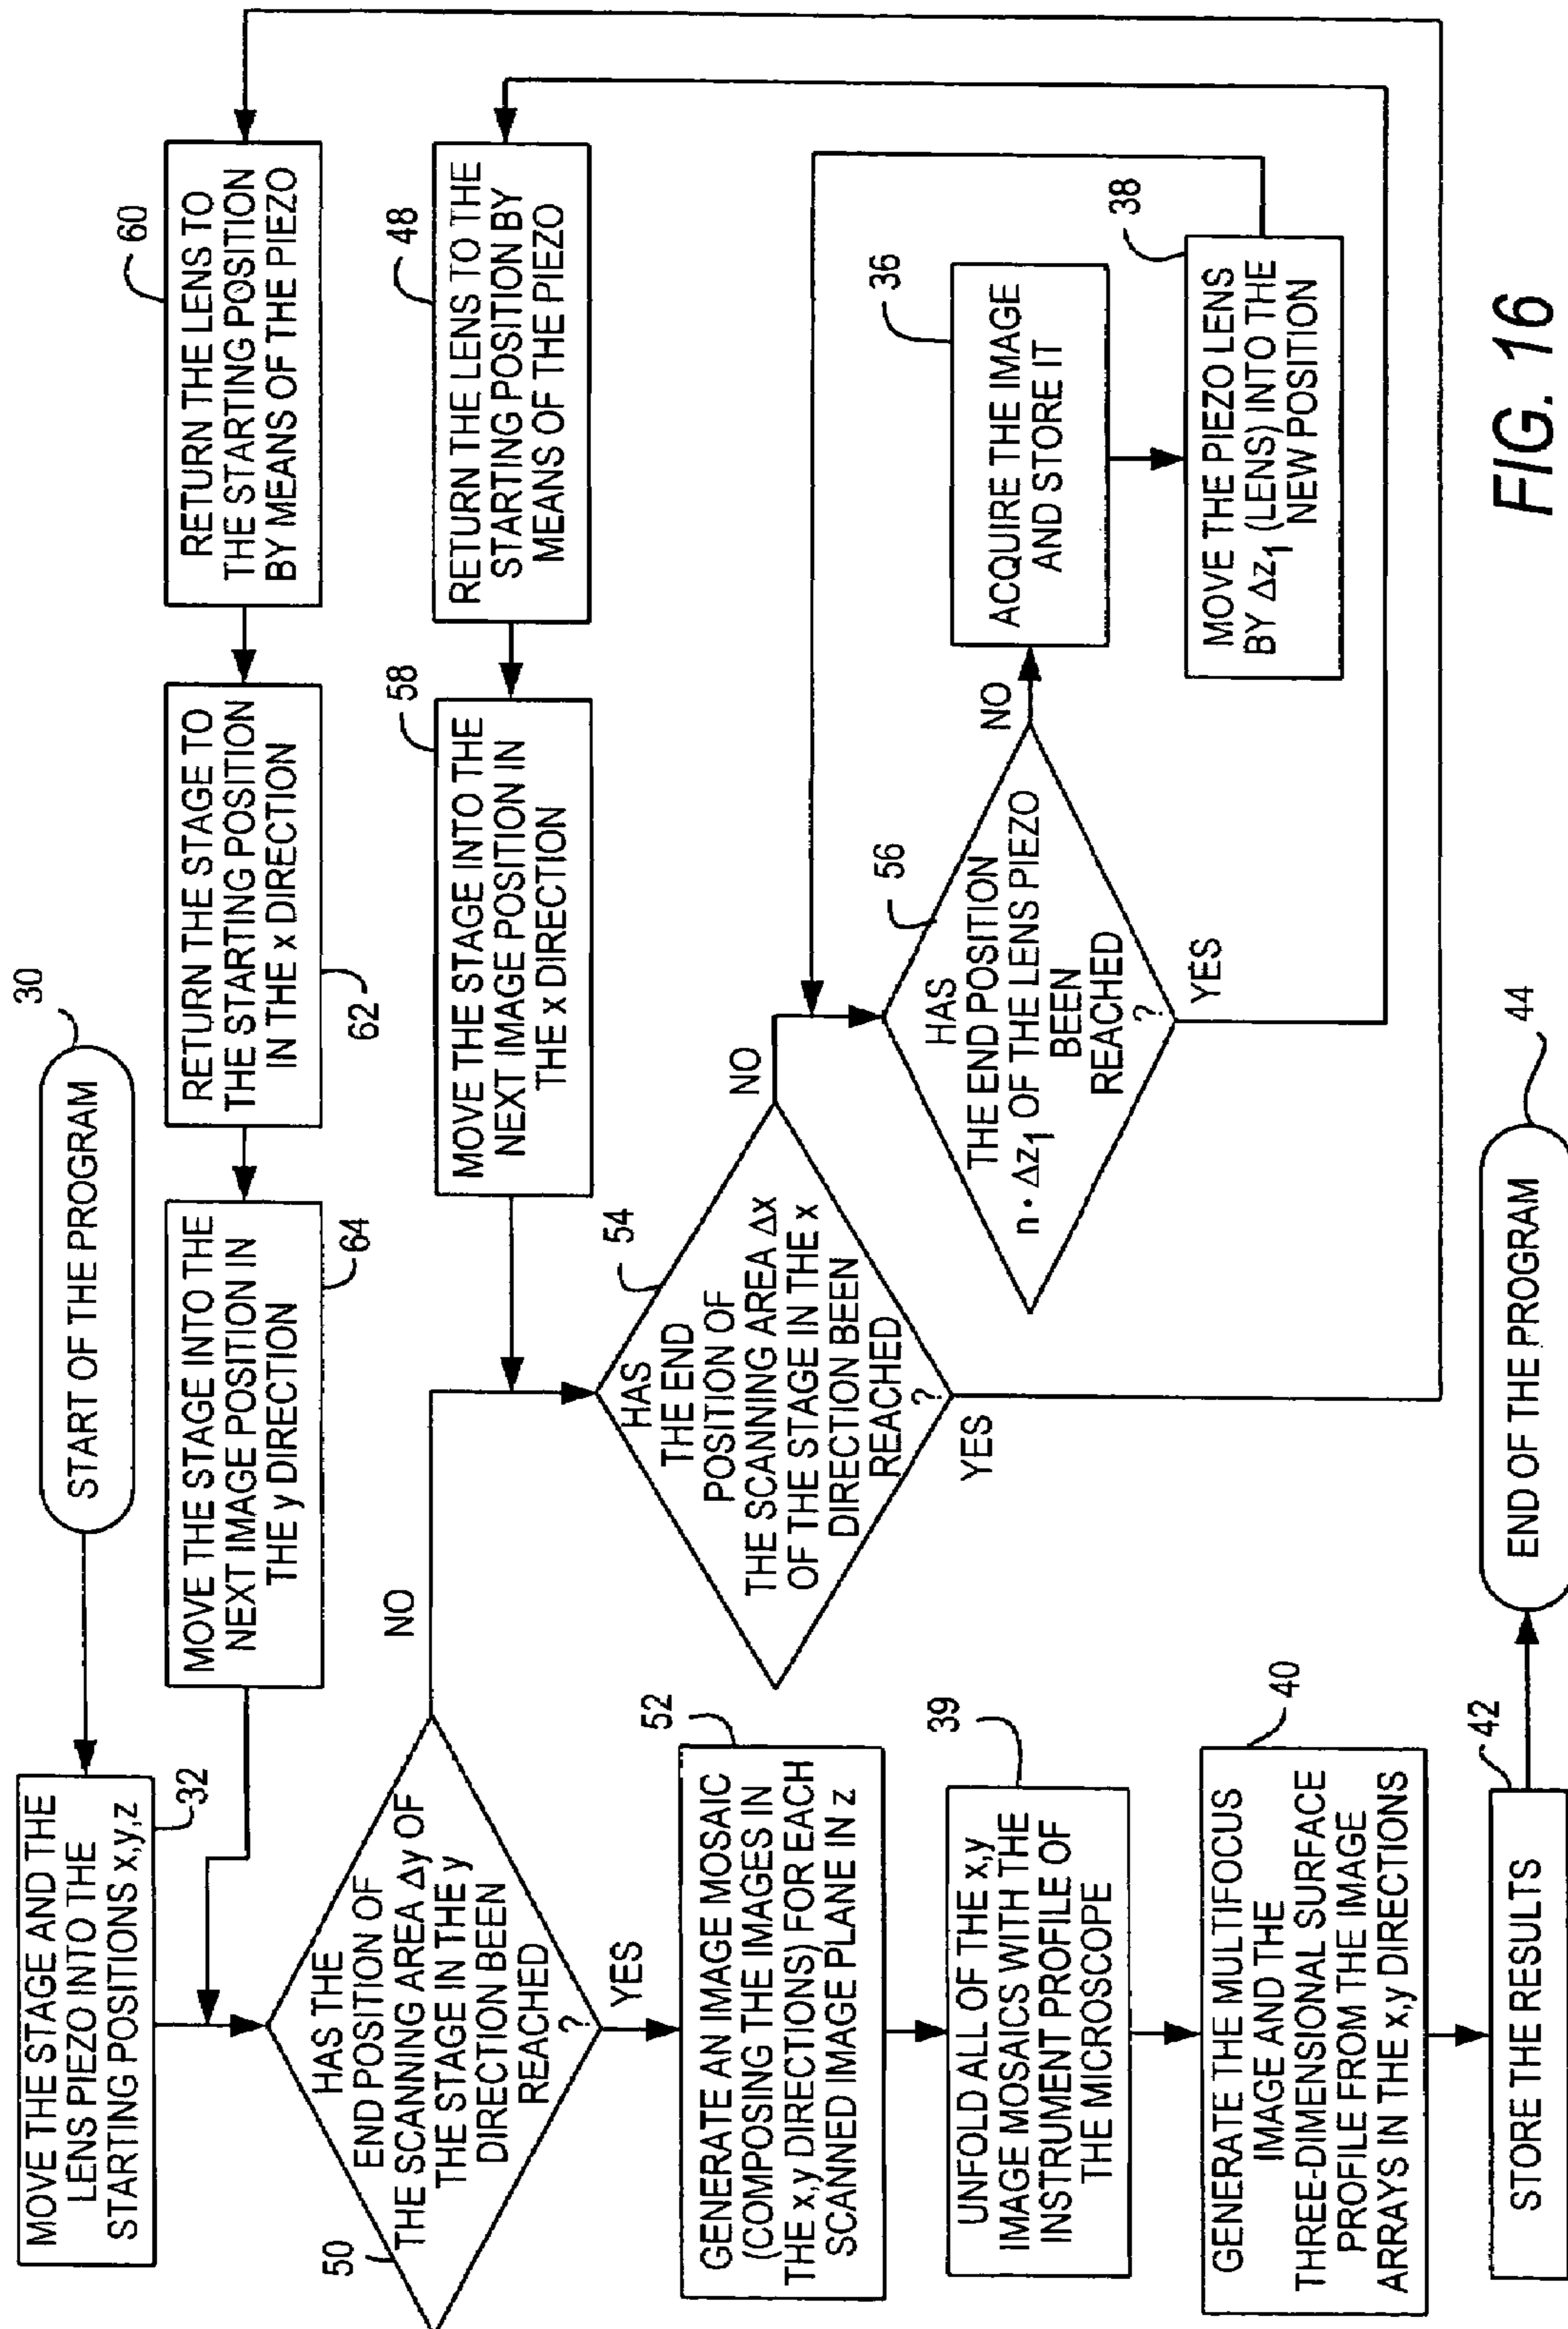 START OF THE PROGRAM
30
MOVE THE STAGE AND THE
LENS PIEZO INTO THE
STARTING POSITIONS x,y,z
32
MOVE THE STAGE INTO THE
NEXT IMAGE POSITION IN
THE y DIRECTION
64
RETURN THE STAGE TO
THE STARTING POSITION
IN THE x DIRECTION
62
RETURN THE LENS TO
THE STARTING POSITION
BY MEANS OF THE PIEZO
60
HAS THE
END POSITION OF
THE SCANNING AREA Δy OF
THE STAGE IN THE y
DIRECTION BEEN
REACHED
?
50
NO
YES
MOVE THE STAGE INTO THE
NEXT IMAGE POSITION IN
THE x DIRECTION
58
RETURN THE LENS TO THE
STARTING POSITION BY
MEANS OF THE PIEZO
48
HAS
THE END
POSITION OF
THE SCANNING AREA Δx
OF THE STAGE IN THE x
DIRECTION BEEN
REACHED
?
54
NO
YES
HAS
THE END POSITION
n • Δz1 OF THE LENS PIEZO
BEEN
REACHED
?
56
NO
YES
ACQUIRE THE IMAGE
AND STORE IT
36
MOVE THE PIEZO LENS
BY Δz1 (LENS) INTO THE
NEW POSITION
38
GENERATE AN IMAGE MOSAIC
(COMPOSING THE IMAGES IN
THE x,y DIRECTIONS) FOR EACH
SCANNED IMAGE PLANE IN z
52
UNFOLD ALL OF THE x,y
IMAGE MOSAICS WITH THE
INSTRUMENT PROFILE OF
THE MICROSCOPE
39
GENERATE THE MULTIFOCUS
IMAGE AND THE
THREE-DIMENSIONAL SURFACE
PROFILE FROM THE IMAGE
ARRAYS IN THE x,y DIRECTIONS
40
STORE THE RESULTS
42
END OF THE PROGRAM
44
FIG. 16